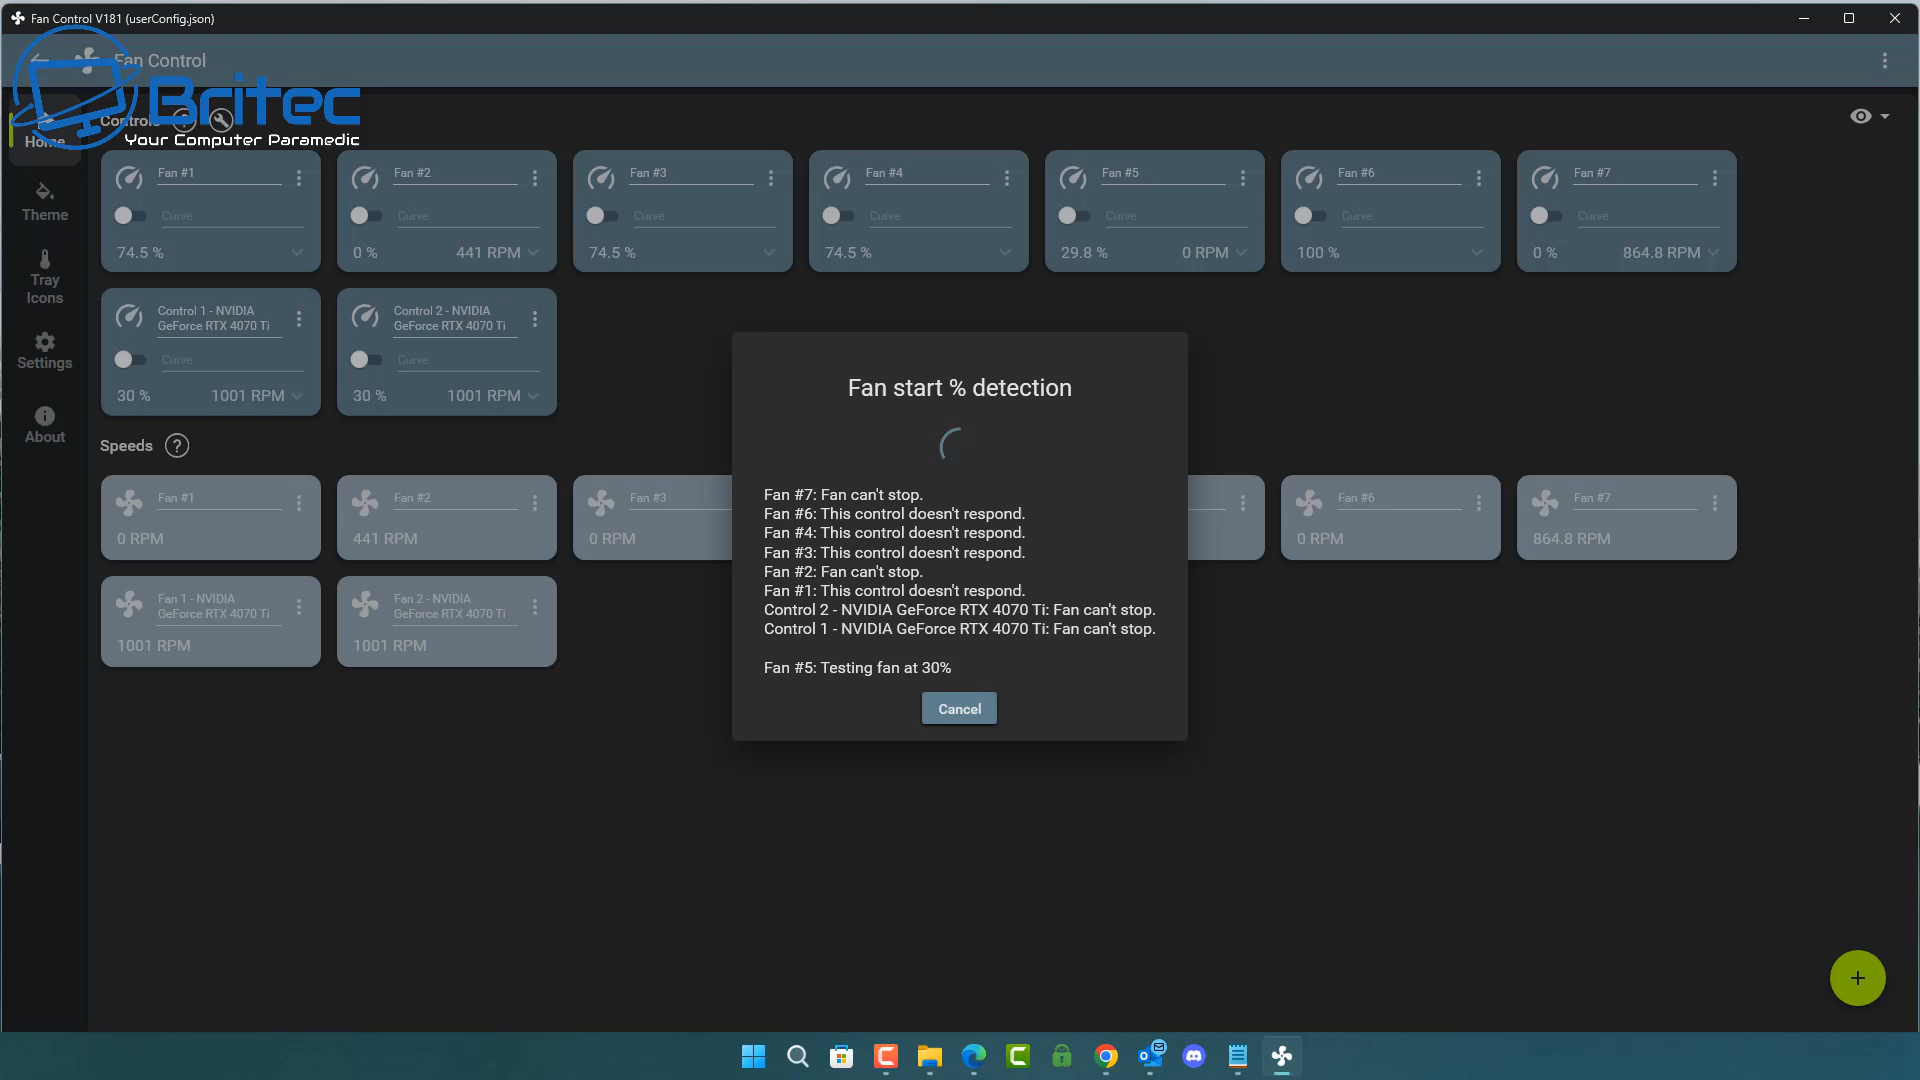 Fan Control V181 (userConfig.json)
Fan Control
Britec
Your Computer Paramedic
Controls
Home
Theme
Tray
Icons
Settings
About
Fan #1
Curve
74.5 %
Fan #2
Curve
0 %
441 RPM
Fan #3
Curve
74.5 %
Fan #4
Curve
74.5 %
Fan #5
Curve
29.8 %
0 RPM
Fan #6
Curve
100 %
Fan #7
Curve
0 %
864.8 RPM
Control 1 - NVIDIA
GeForce RTX 4070 Ti
Curve
30 %
1001 RPM
Control 2 - NVIDIA
GeForce RTX 4070 Ti
Curve
30 %
1001 RPM
Speeds
?
Fan #1
0 RPM
Fan #2
441 RPM
Fan #3
0 RPM
Fan #6
0 RPM
Fan #7
864.8 RPM
Fan 1 - NVIDIA
GeForce RTX 4070 Ti
1001 RPM
Fan 2 - NVIDIA
GeForce RTX 4070 Ti
1001 RPM
Fan start % detection
Fan #7: Fan can't stop.
Fan #6: This control doesn't respond.
Fan #4: This control doesn't respond.
Fan #3: This control doesn't respond.
Fan #2: Fan can't stop.
Fan #1: This control doesn't respond.
Control 2 - NVIDIA GeForce RTX 4070 Ti: Fan can't stop.
Control 1 - NVIDIA GeForce RTX 4070 Ti: Fan can't stop.
Fan #5: Testing fan at 30%
Cancel